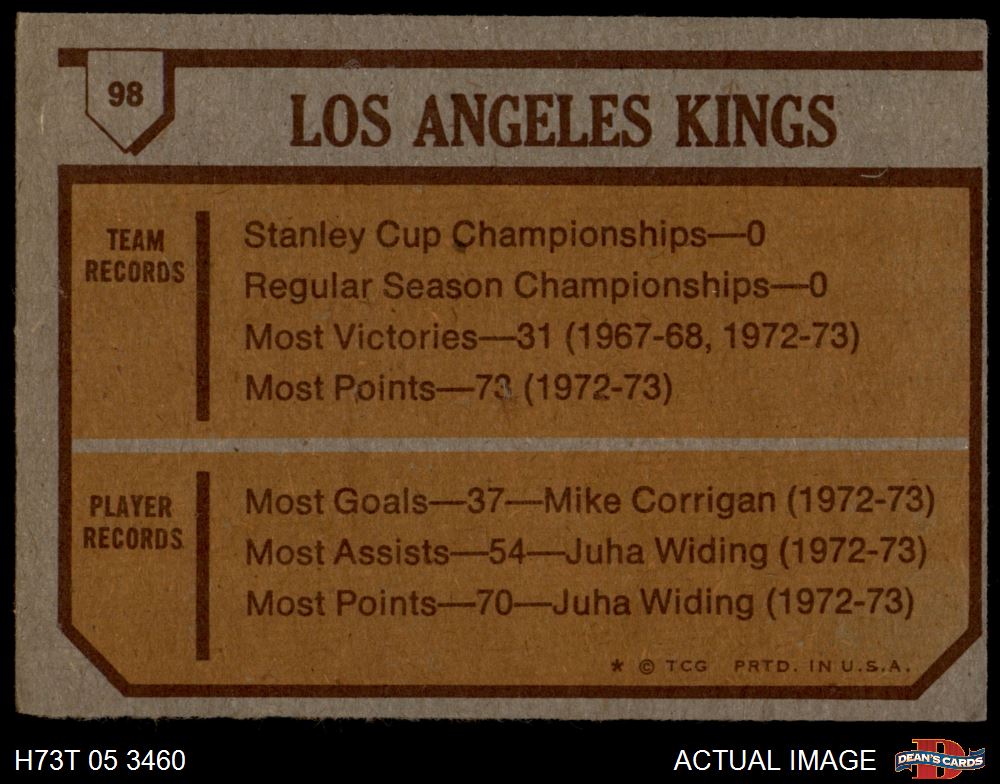 98
LOS ANGELES KINGS
TEAM
RECORDS
Stanley Cup Championships—0
Regular Season Championships—0
Most Victories—31 (1967-68, 1972-73)
Most Points—73 (1972-73)
PLAYER
RECORDS
Most Goals—37—Mike Corrigan (1972-73)
Most Assists—54—Juha Widing (1972-73)
Most Points—70—Juha Widing (1972-73)
* © TCG PRTD. IN U.S.A.
H73T 05 3460
ACTUAL IMAGE
D
DEAN'S CARDS